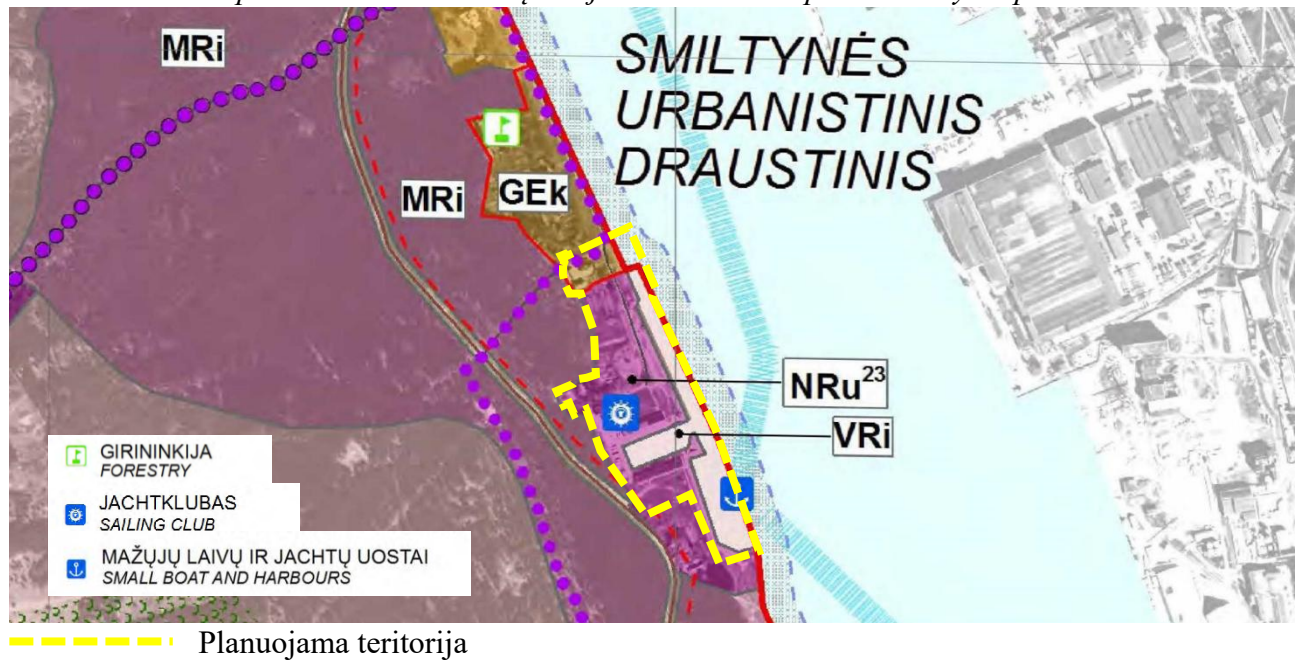 MRi
SMILTYNĖS
URBANISTINIS
DRAUSTINIS
MRi
GEk
NRu²³
VRi
GIRININKIJA
FORESTRY
JACHTKLUBAS
SAILING CLUB
MAŽŲJŲ LAIVŲ IR JACHTŲ UOSTAI
SMALL BOAT AND HARBOURS
Planuojama teritorija